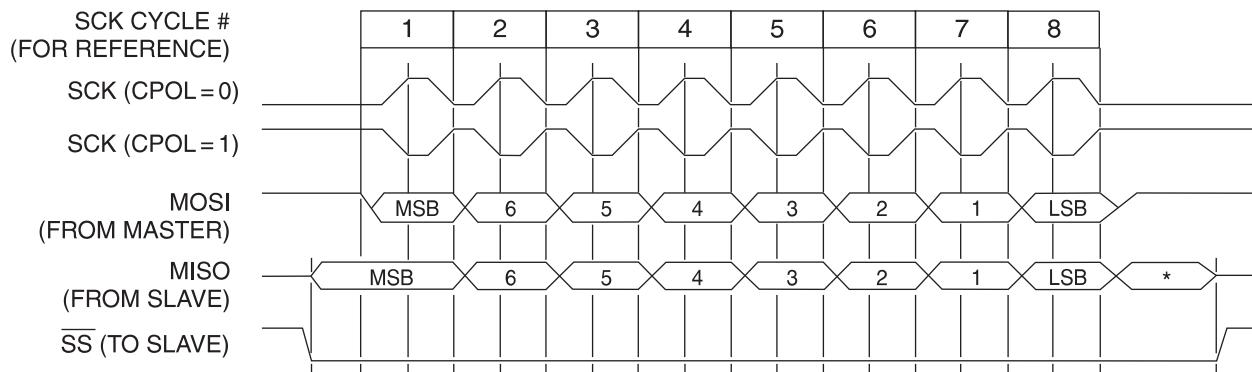 SCK CYCLE # 1 2 3 4 5 6 7 8
(FOR REFERENCE)
SCK (CPOL = 0)
SCK (CPOL = 1)
MOSI MSB 6 5 4 3 2 1 LSB
(FROM MASTER)
MISO MSB 6 5 4 3 2 1 LSB *
(FROM SLAVE)
SS (TO SLAVE)